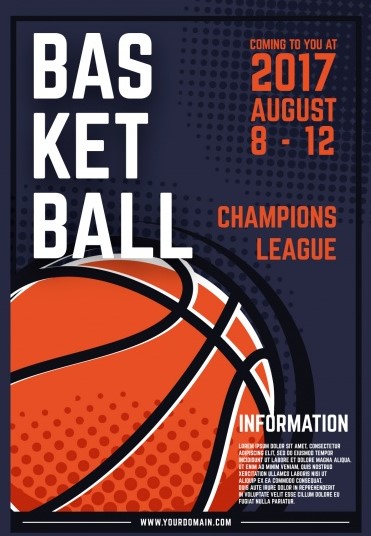 BAS
KET
BALL
COMING TO YOU AT
2017
AUGUST
8 - 12
CHAMPIONS
LEAGUE
INFORMATION
LOREM IPSUM DOLOR SIT AMET, CONSECTETUR
ADIPISCING ELIT, SED DO EIUSMOD TEMPOR
INCIDIDUNT UT LABORE ET DOLORE MAGNA ALIQUA.
UT ENIM AD MINIM VENIAM, QUIS NOSTRUD
XERCITATION ULLAMCO LABORIS NISI UT
ALIQUIP EX EA COMMODO CONSEQUAT.
DUIS AUTE IRURE DOLOR IN REPREHENDERIT
IN VOLUPTATE VELIT ESSE CILLUM DOLORE EU
FUGIAT NULLA PARIATUR.
WWW.YOURDOMAIN.COM